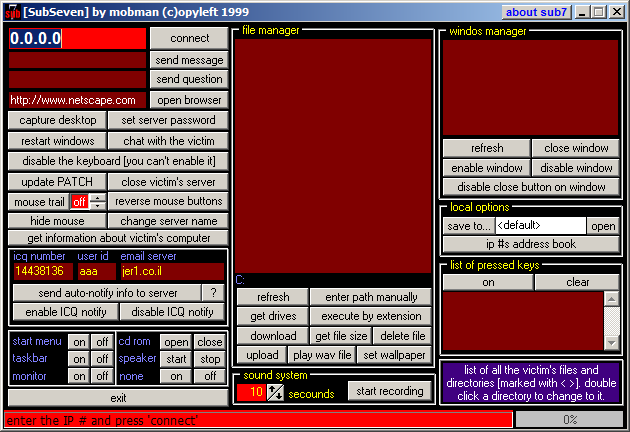 sub 7
[SubSeven] by mobman (c)opyleft 1999
about sub7
0.0.0.0
connect
send message
send question
http://www.netscape.com
open browser
capture desktop
set server password
restart windows
chat with the victim
disable the keyboard [you can't enable it]
update PATCH
close victim's server
mouse trail
off
reverse mouse buttons
hide mouse
change server name
get information about victim's computer
icq number
user id
email server
14438136
aaa
jer1.co.il
send auto-notify info to server
?
enable ICQ notify
disable ICQ notify
start menu
on
off
cd rom
open
close
taskbar
on
off
speaker
start
stop
monitor
on
off
none
on
off
exit
file manager
C:
refresh
enter path manually
get drives
execute by extension
download
get file size
delete file
upload
play wav file
set wallpaper
sound system
10
secounds
start recording
windos manager
refresh
close window
enable window
disable window
disable close button on window
local options
save to...
<default>
open
ip #s address book
list of pressed keys
on
clear
list of all the victim's files and
directories [marked with < >]. double
click a directory to change to it.
enter the IP # and press 'connect'
0%